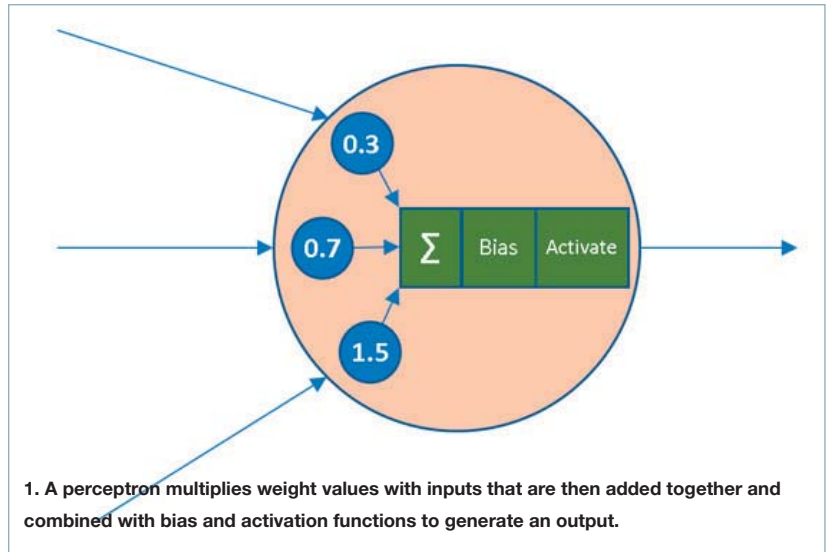 0.3
0.7
Σ Bias Activate
1.5
1. A perceptron multiplies weight values with inputs that are then added together and
combined with bias and activation functions to generate an output.